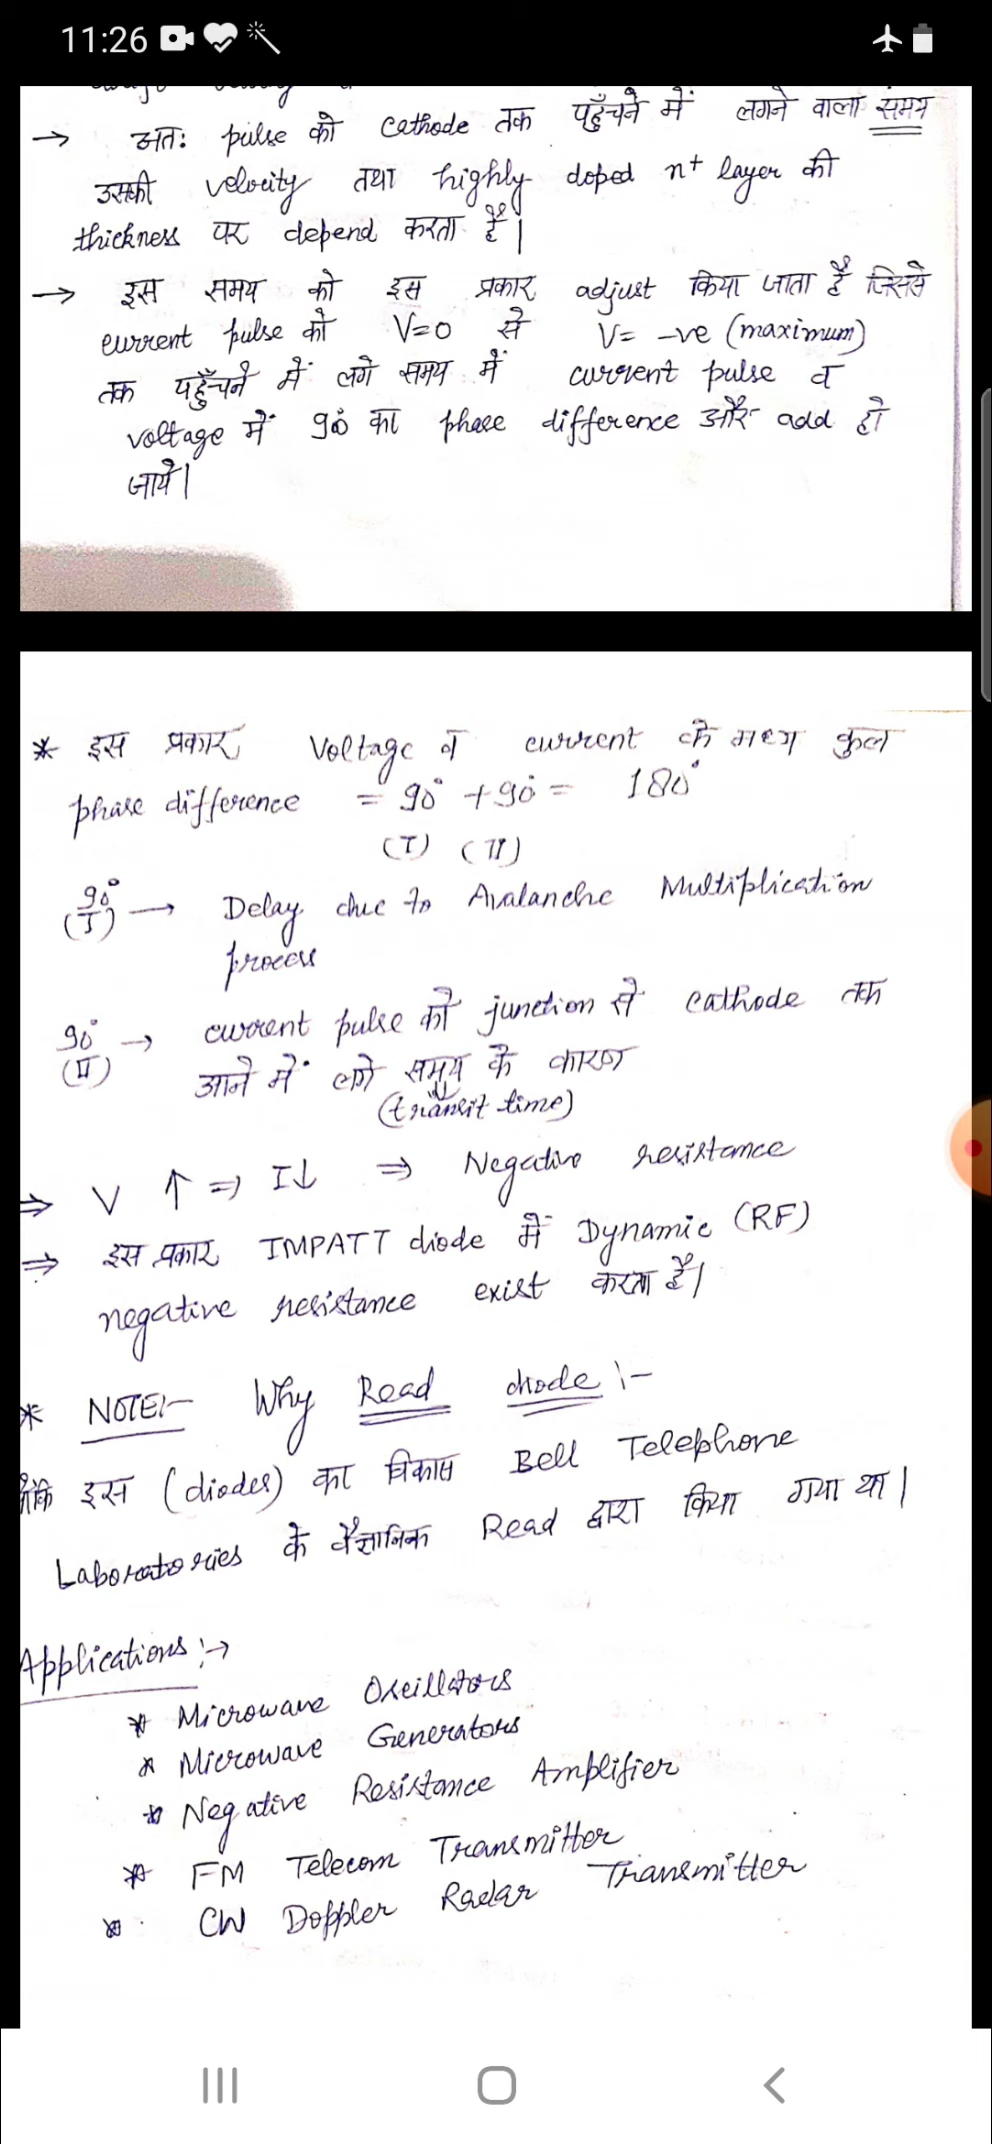 11:26
→ अतः pulse को cathode तक पहुँचने में लगने वाला समय
उसकी velocity तथा highly doped n+ layer की
thickness पर depend करता है।
→ इस समय को इस प्रकार adjust किया जाता है जिससे
current pulse को V=0 से V= -ve (maximum)
तक पहुँचने में लगे समय में current pulse व
voltage में 90° का phase difference और add हो
जाये।
* इस प्रकार Voltage व current के मध्य कुल
phase difference = 90° + 90° = 180°
(I) (II)
90° (I) → Delay due to Avalanche Multiplication
process
90° (II) → current pulse को junction से cathode तक
आने में लगे समय के कारण
(transit time)
⇒ V ↑ ⇒ I↓ ⇒ Negative resistance
⇒ इस प्रकार IMPATT diode में Dynamic (RF)
negative resistance exist करता है।
* NOTE:- Why Read diode :-
इस (diodes) का विकास Bell Telephone
Laboratories के वैज्ञानिक Read द्वारा किया गया था।
Applications :→
* Microwave Oscillators
* Microwave Generators
* Negative Resistance Amplifier
* FM Telecom Transmitter
* CW Doppler Radar Transmitter